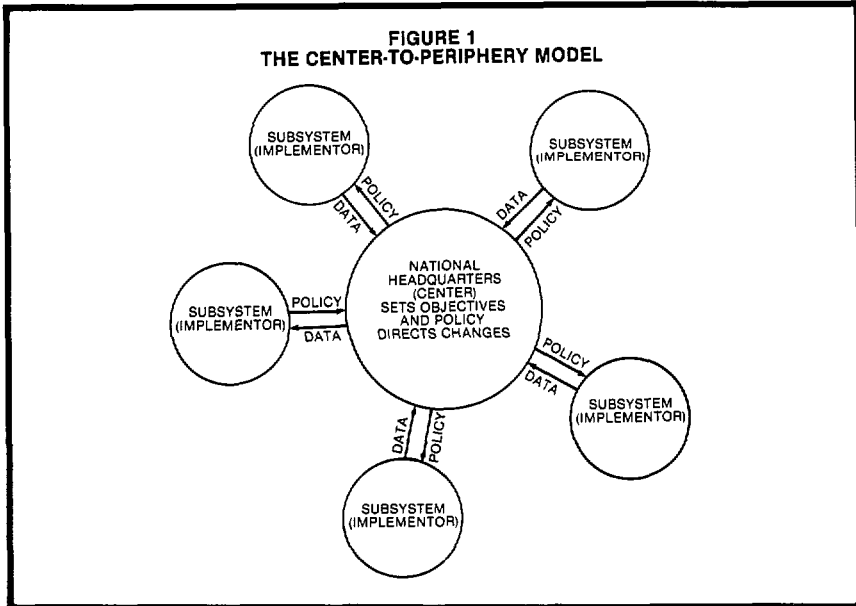 FIGURE 1
THE CENTER-TO-PERIPHERY MODEL
SUBSYSTEM
(IMPLEMENTOR)
POLICY
DATA
SUBSYSTEM
(IMPLEMENTOR)
DATA
POLICY
NATIONAL
HEADQUARTERS
(CENTER)
SETS OBJECTIVES
AND POLICY
DIRECTS CHANGES
SUBSYSTEM
(IMPLEMENTOR)
POLICY
DATA
POLICY
DATA
SUBSYSTEM
(IMPLEMENTOR)
DATA
POLICY
SUBSYSTEM
(IMPLEMENTOR)